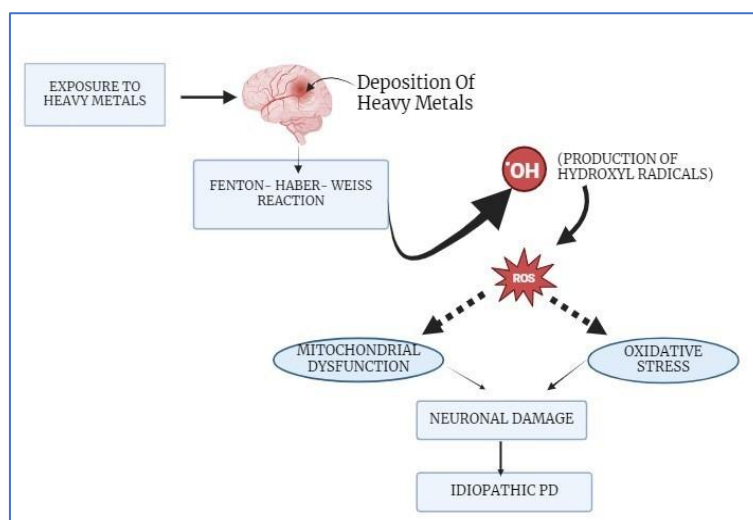 EXPOSURE TO
HEAVY METALS
Deposition Of
Heavy Metals
FENTON- HABER- WEISS
REACTION
•OH
(PRODUCTION OF
HYDROXYL RADICALS)
ROS
MITOCHONDRIAL
DYSFUNCTION
OXIDATIVE
STRESS
NEURONAL DAMAGE
IDIOPATHIC PD